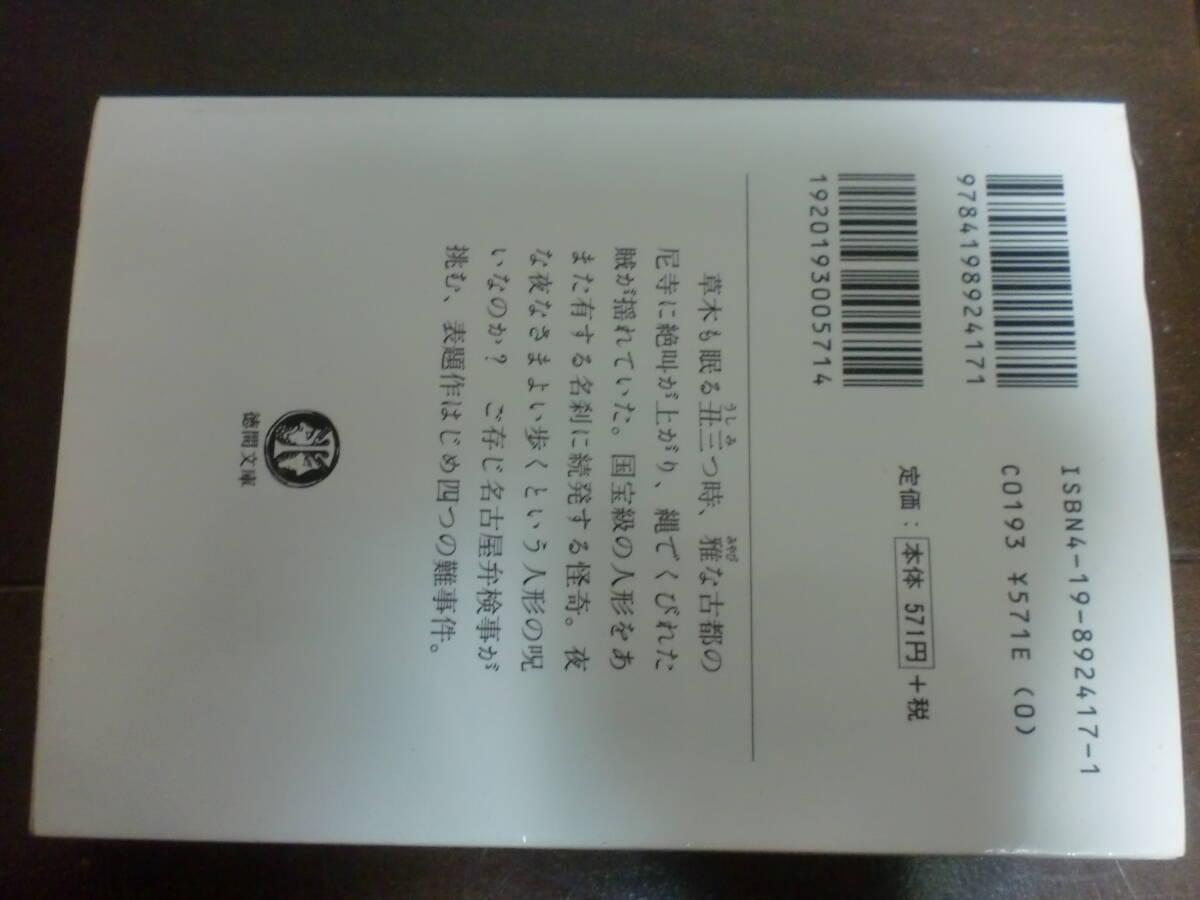 9784198924171
1920193005714
ISBN4-19-892417-1
C0193 ¥571E (0)
定価：本体 571円＋税
草木も眠る丑三つ時、雅な古都の
うしみ
みやび
尼寺に絶叫が上がり、縄でくびれた
賊が揺れていた。国宝級の人形をあ
また有する名刹に続発する怪奇。夜
な夜なさまよい歩くという人形の呪
いなのか？　ご存じ名古屋弁検事が
挑む、表題作はじめ四つの難事件。
徳間文庫